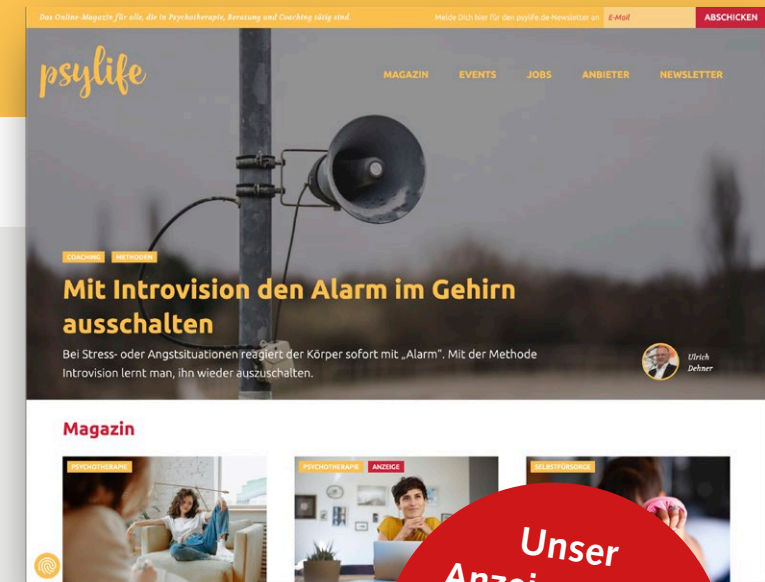 Das Online-Magazin für alle, die in Psychotherapie, Beratung und Coaching tätig sind.
Melde Dich hier für den psylife.de-Newsletter an
E-Mail
ABSCHICKEN
psylife
MAGAZIN EVENTS JOBS ANBIETER NEWSLETTER
COACHING METHODEN
Mit Introvision den Alarm im Gehirn
ausschalten
Bei Stress- oder Angstsituationen reagiert der Körper sofort mit „Alarm“. Mit der Methode
Introvision lernt man, ihn wieder auszuschalten.
Ulrich
Dehner
Magazin
PSYCHOTHERAPIE
PSYCHOTHERAPIE ANZEIGE
SELBSTFÜRSORGE
Unser